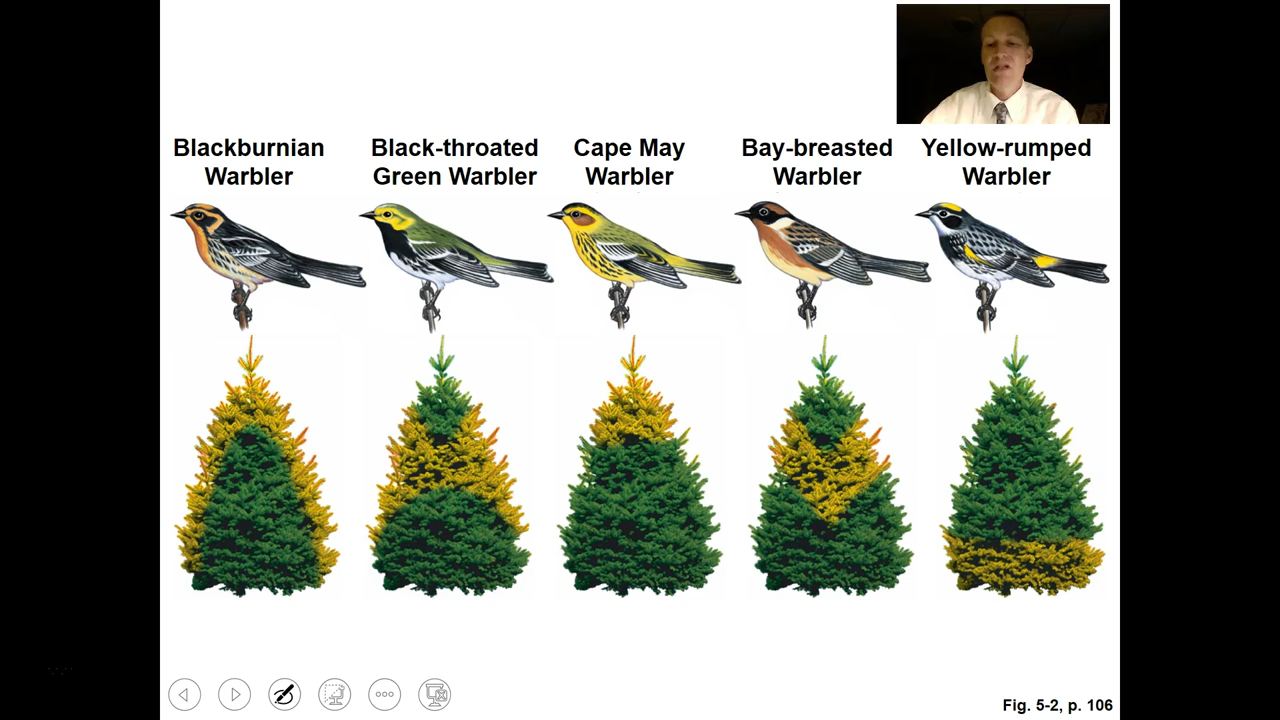 Blackburnian
Warbler
Black-throated
Green Warbler
Cape May
Warbler
Bay-breasted
Warbler
Yellow-rumped
Warbler
Fig. 5-2, p. 106